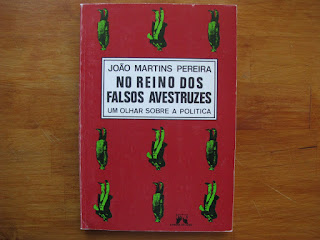 JOÃO MARTINS PEREIRA
NO REINO DOS
FALSOS AVESTRUZES
UM OLHAR SOBRE A POLÍTICA